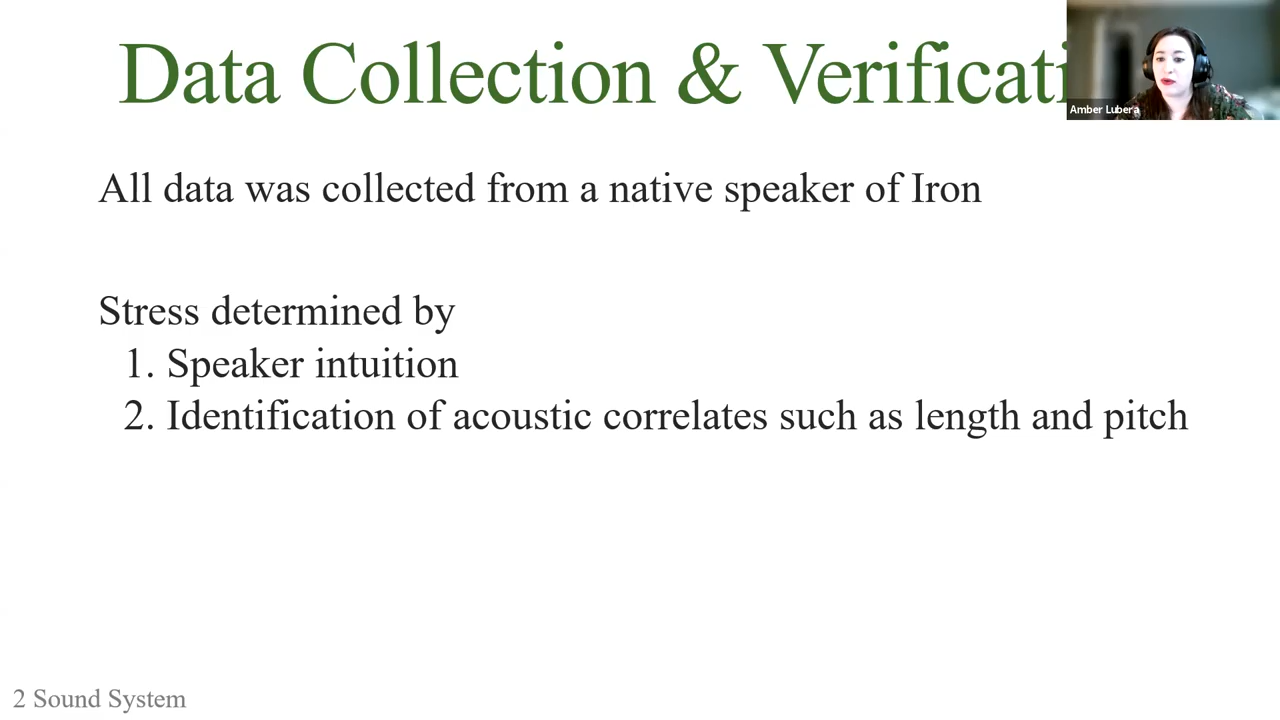 Data Collection & Verificati
Amber Lubera
All data was collected from a native speaker of Iron
Stress determined by
1. Speaker intuition
2. Identification of acoustic correlates such as length and pitch
2 Sound System